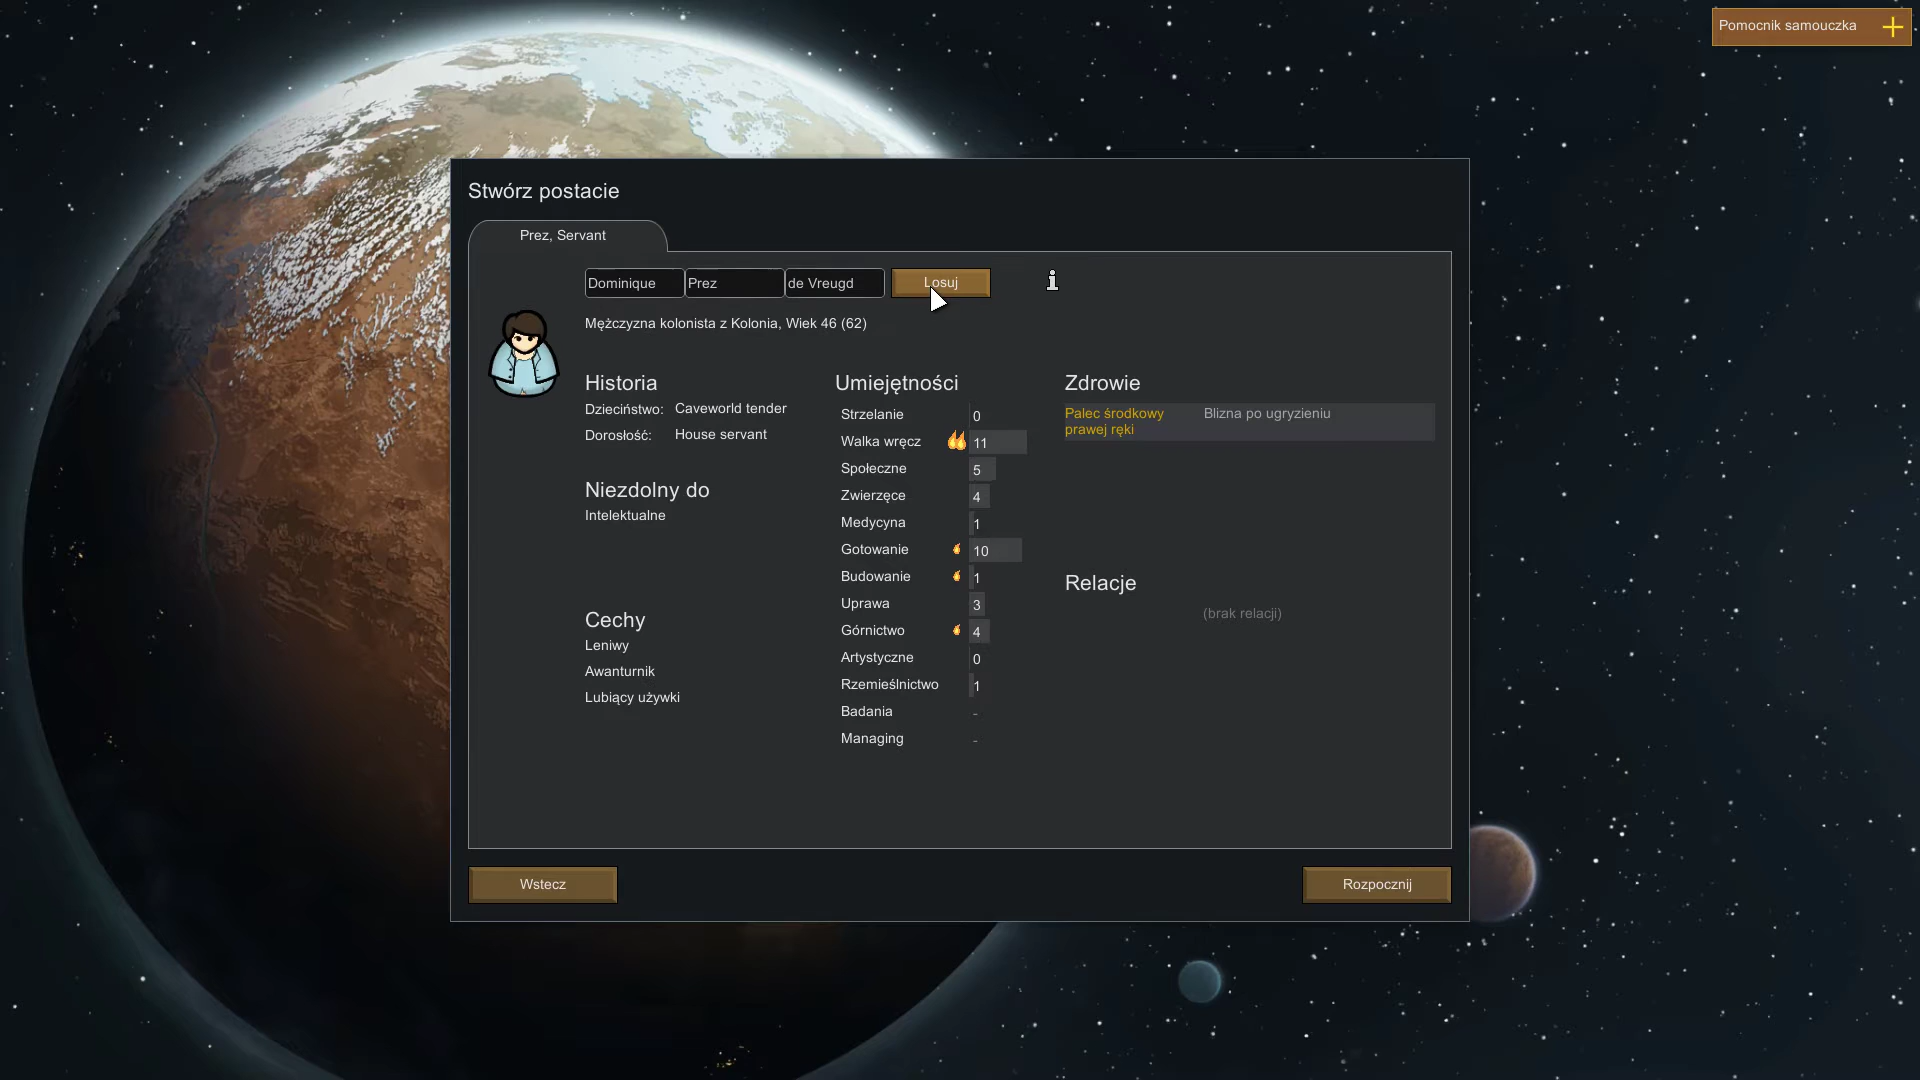 Pomocnik samouczka
Stwórz postacie
Prez, Servant
Dominique Prez de Vreugd Losuj
Mężczyzna kolonista z Kolonia, Wiek 46 (62)
Historia
Dzieciństwo: Caveworld tender
Dorosłość: House servant
Niezdolny do
Intelektualne
Cechy
Leniwy
Awanturnik
Lubiący używki
Umiejętności
Strzelanie 0
Walka wręcz 11
Społeczne 5
Zwierzęce 4
Medycyna 1
Gotowanie 10
Budowanie 1
Uprawa 3
Górnictwo 4
Artystyczne 0
Rzemieślnictwo 1
Badania -
Managing -
Zdrowie
Palec środkowy Blizna po ugryzieniu
prawej ręki
Relacje
(brak relacji)
Wstecz
Rozpocznij